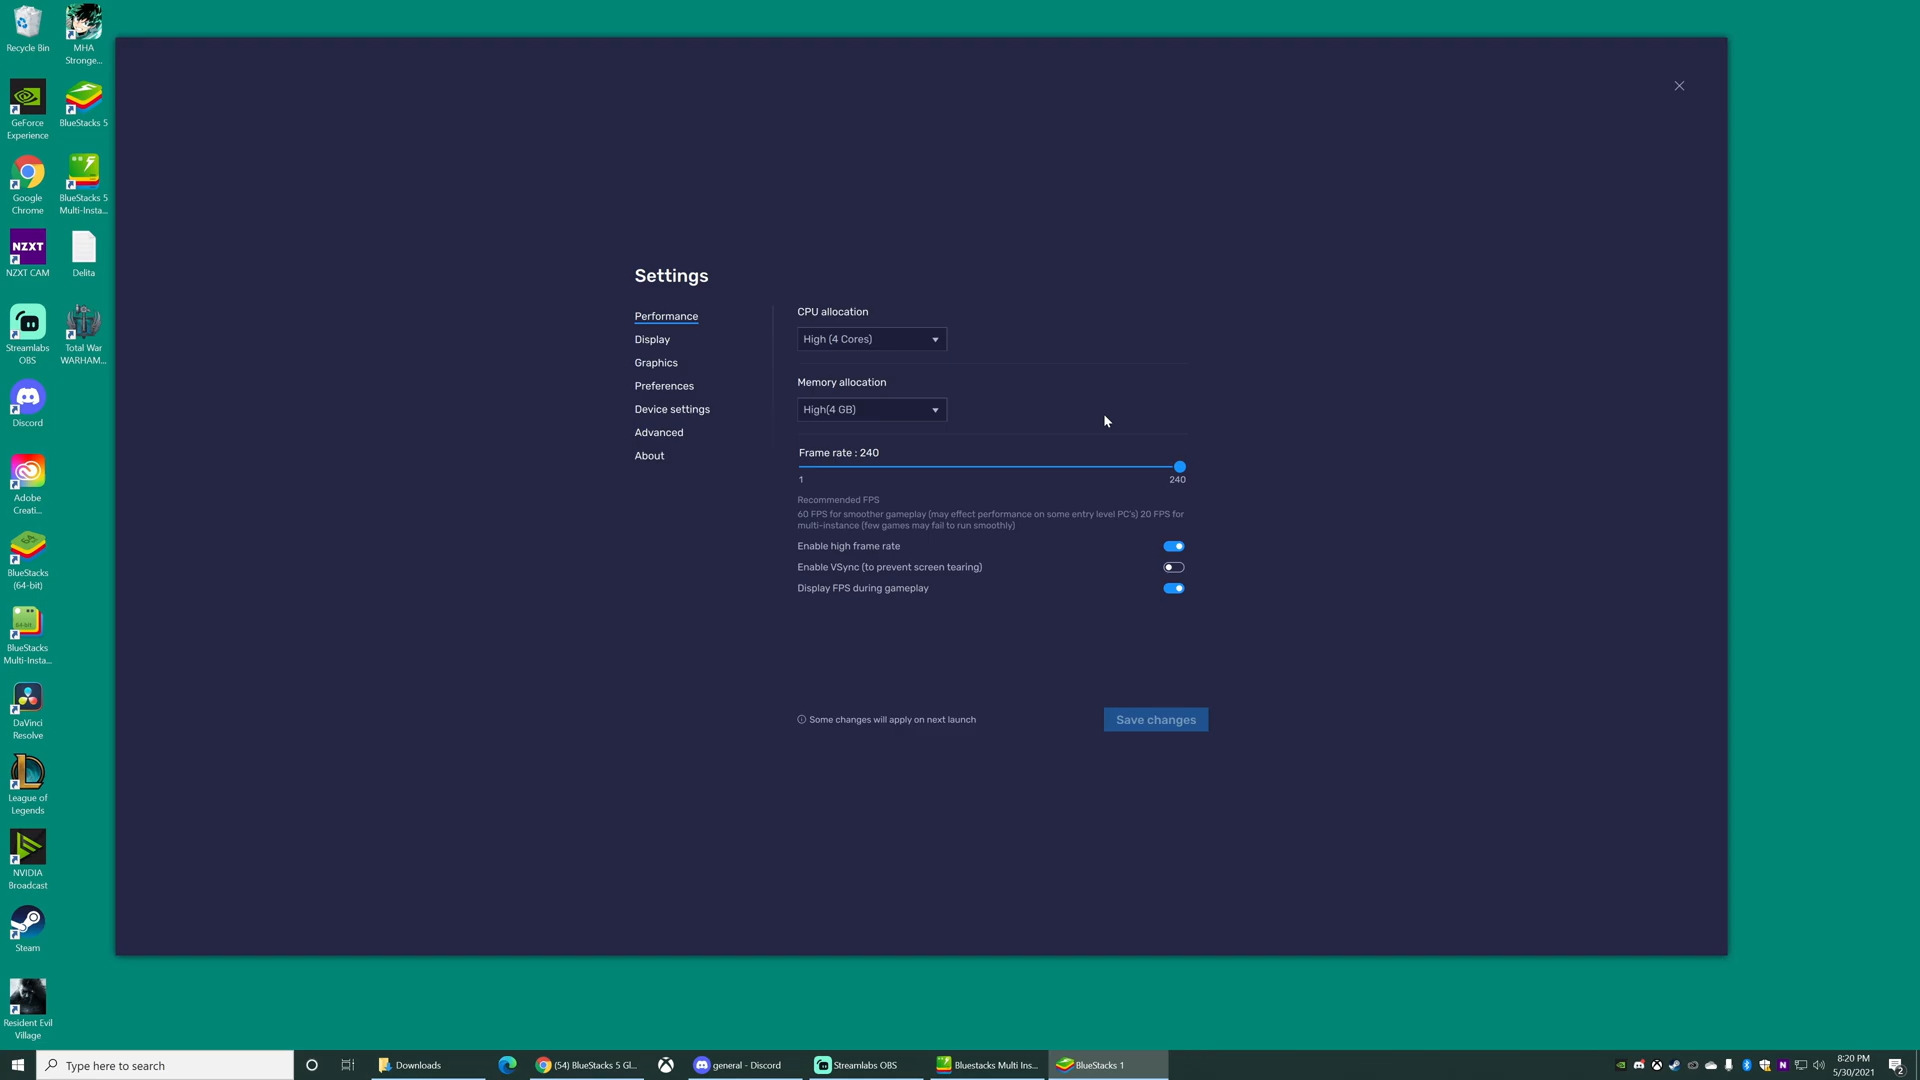 Recycle Bin
MHA
Stronge...
GeForce
Experience
BlueStacks 5
Google
Chrome
BlueStacks 5
Multi-Insta...
NZXT
NZXT CAM
Delita
Streamlabs
OBS
Total War
WARHAM...
Discord
Adobe
Creati...
64
BlueStacks
(64-bit)
64-bit
BlueStacks
Multi-Insta...
DaVinci
Resolve
League of
Legends
NVIDIA
Broadcast
Steam
Resident Evil
Village
Settings
Performance
Display
Graphics
Preferences
Device settings
Advanced
About
CPU allocation
High (4 Cores)
Memory allocation
High(4 GB)
Frame rate : 240
1
240
Recommended FPS
60 FPS for smoother gameplay (may effect performance on some entry level PC's) 20 FPS for
multi-instance (few games may fail to run smoothly)
Enable high frame rate
Enable VSync (to prevent screen tearing)
Display FPS during gameplay
Some changes will apply on next launch
Save changes
Type here to search
Downloads
(54) BlueStacks 5 Gl...
general - Discord
Streamlabs OBS
Bluestacks Multi Ins...
BlueStacks 1
N
8:20 PM
5/30/2021
2